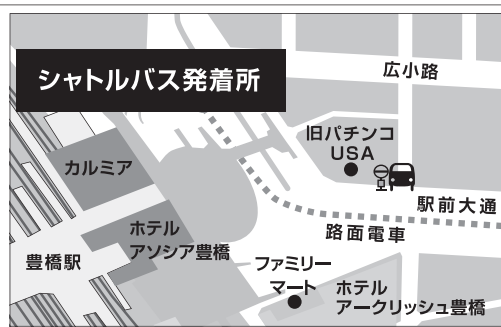 シャトルバス発着所
広小路
旧パチンコ
USA
カルミア
駅前大通
路面電車
ホテル
アソシア豊橋
豊橋駅
ファミリー
マート
ホテル
アークリッシュ豊橋